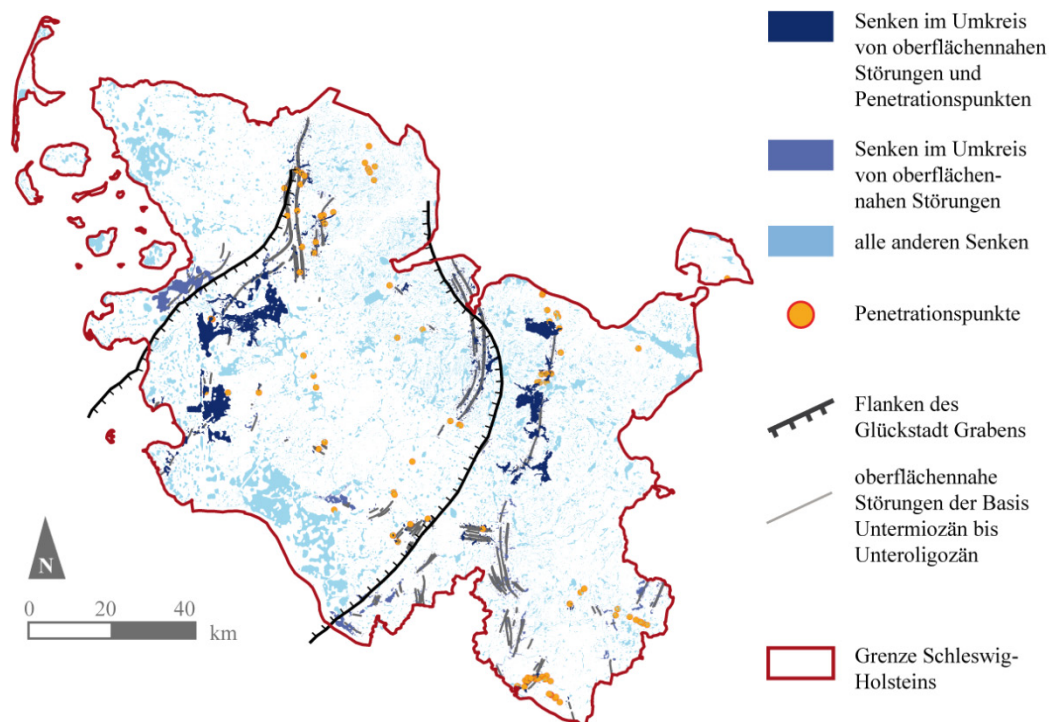 Senken im Umkreis
von oberflächennahen
Störungen und
Penetrationspunkten
Senken im Umkreis
von oberflächen-
nahen Störungen
alle anderen Senken
Penetrationspunkte
Flanken des
Glückstadt Grabens
oberflächennahe
Störungen der Basis
Untermiozän bis
Unteroligozän
Grenze Schleswig-
Holsteins
N
0 20 40
km